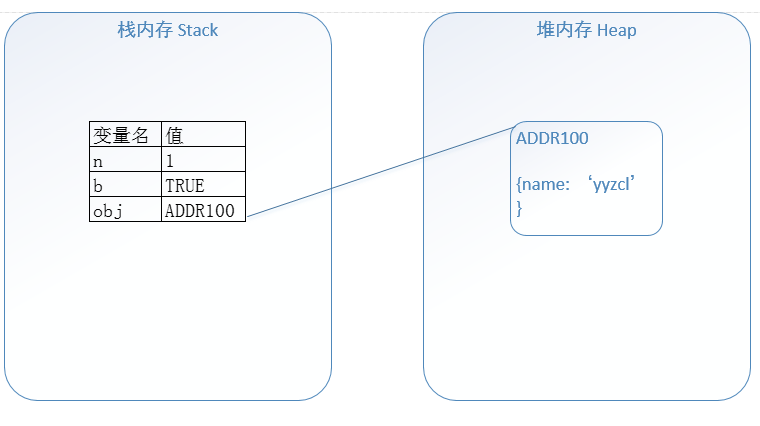 栈内存 Stack
变量名 值
n 1
b TRUE
obj ADDR100
堆内存 Heap
ADDR100
{name: ‘yyzcl’
}